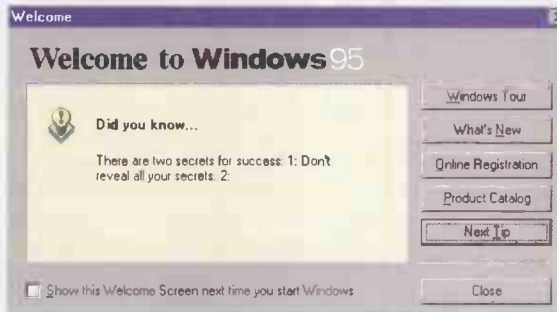 Welcome
Welcome to Windows 95
Did you know...
There are two secrets for success: 1: Don't
reveal all your secrets. 2:
Windows Tour
What's New
Online Registration
Product Catalog
Next Tip
Show this Welcome Screen next time you start Windows
Close